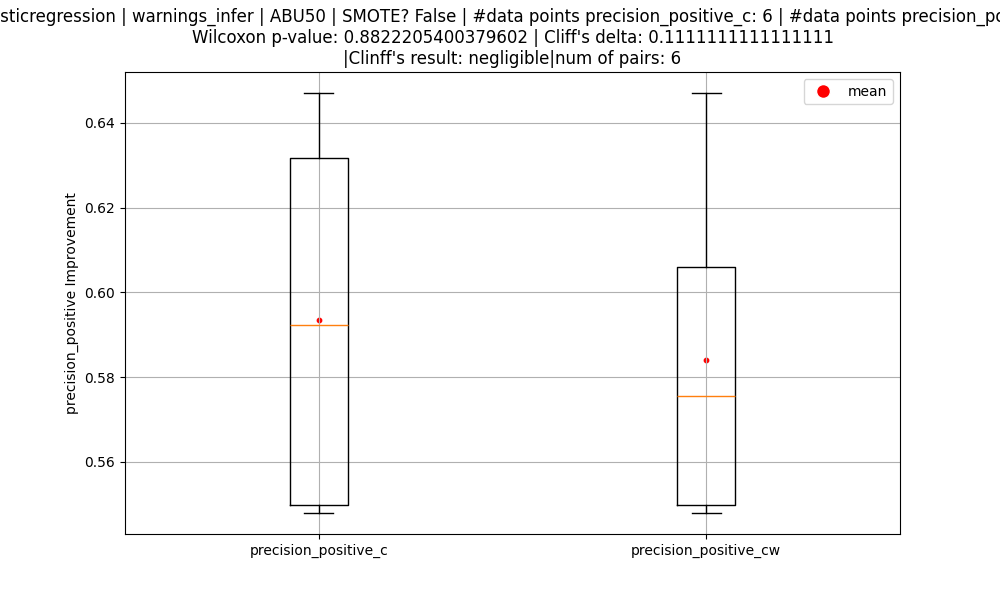 sticregression | warnings_infer | ABU50 | SMOTE? False | #data points precision_positive_c: 6 | #data points precision_po
Wilcoxon p-value: 0.8822205400379602 | Cliff's delta: 0.1111111111111111
|Clinff's result: negligible|num of pairs: 6
mean
precision_positive Improvement
0.64
0.62
0.60
0.58
0.56
precision_positive_c
precision_positive_cw